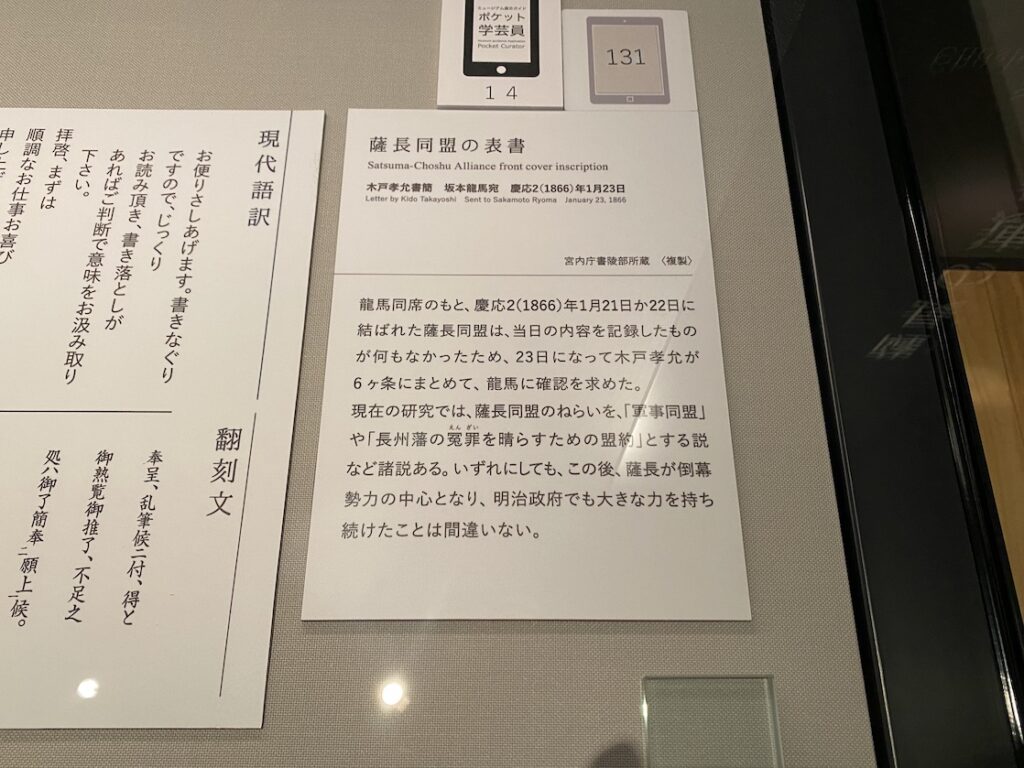 ミュージアム展示ガイド
ポケット
学芸員
Pocket Curator
14
131
薩長同盟の表書
Satsuma-Choshu Alliance front cover inscription
木戸孝允書簡　坂本龍馬宛　慶応2(1866)年1月23日
Letter by Kido Takayoshi　Sent to Sakamoto Ryoma　January 23, 1866
宮内庁書陵部所蔵 〈複製〉
龍馬同席のもと、慶応2(1866)年1月21日か22日に
結ばれた薩長同盟は、当日の内容を記録したもの
が何もなかったため、23日になって木戸孝允が
6ヶ条にまとめて、龍馬に確認を求めた。
現在の研究では、薩長同盟のねらいを、「軍事同盟」
えんざい
や「長州藩の冤罪を晴らすための盟約」とする説
など諸説ある。いずれにしても、この後、薩長が倒幕
勢力の中心となり、明治政府でも大きな力を持ち
続けたことは間違いない。
現代語訳
お便りさしあげます。書きなぐり
ですので、じっくり
お読み頂き、書き落としが
あればご判断で意味をお汲み取り
下さい。
拝啓、まずは
順調なお仕事お喜び
翻刻文
奉呈、乱筆候ニ付、得と
御熟覧御推了、不足之
処ハ御了簡奉ニ願上一候。